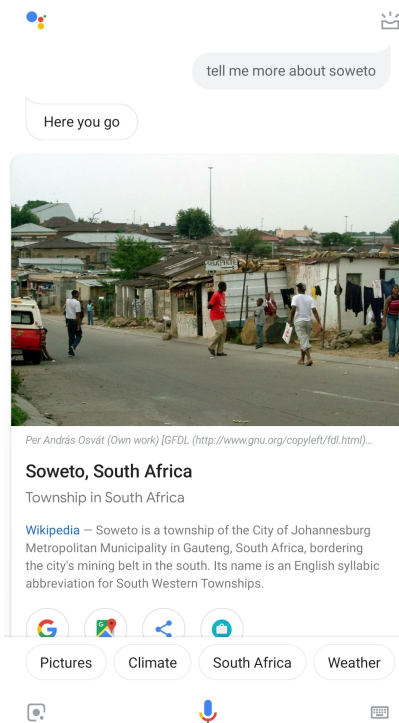 tell me more about soweto
Here you go
Per András Osvát (Own work) [GFDL (http://www.gnu.org/copyleft/fdl.html)...
Soweto, South Africa
Township in South Africa
Wikipedia — Soweto is a township of the City of Johannesburg
Metropolitan Municipality in Gauteng, South Africa, bordering
the city's mining belt in the south. Its name is an English syllabic
abbreviation for South Western Townships.
Pictures
Climate
South Africa
Weather